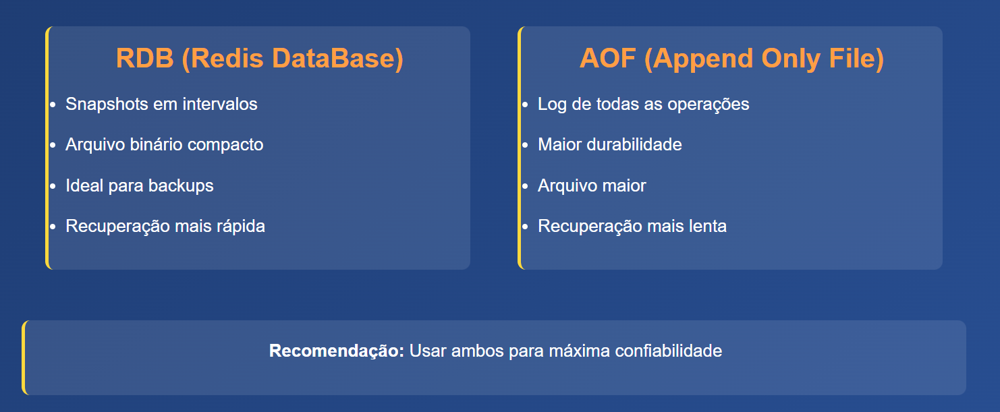 RDB (Redis DataBase)
• Snapshots em intervalos
• Arquivo binário compacto
• Ideal para backups
• Recuperação mais rápida
AOF (Append Only File)
• Log de todas as operações
• Maior durabilidade
• Arquivo maior
• Recuperação mais lenta
Recomendação: Usar ambos para máxima confiabilidade